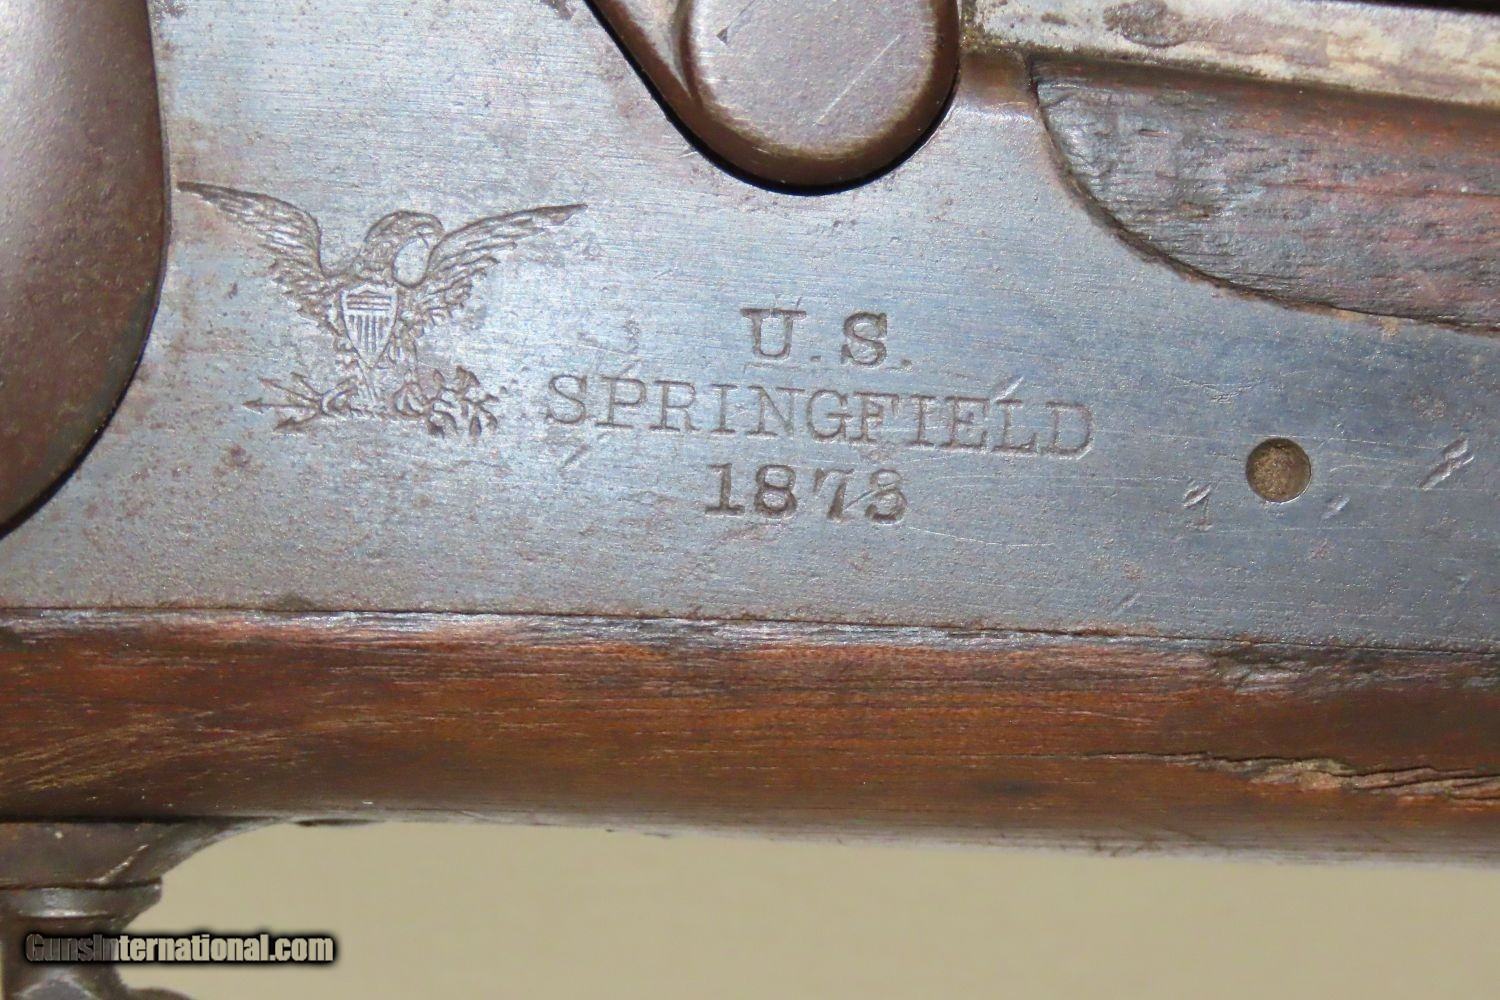 U.S.
SPRINGFIELD
1873
GunsInternational.com